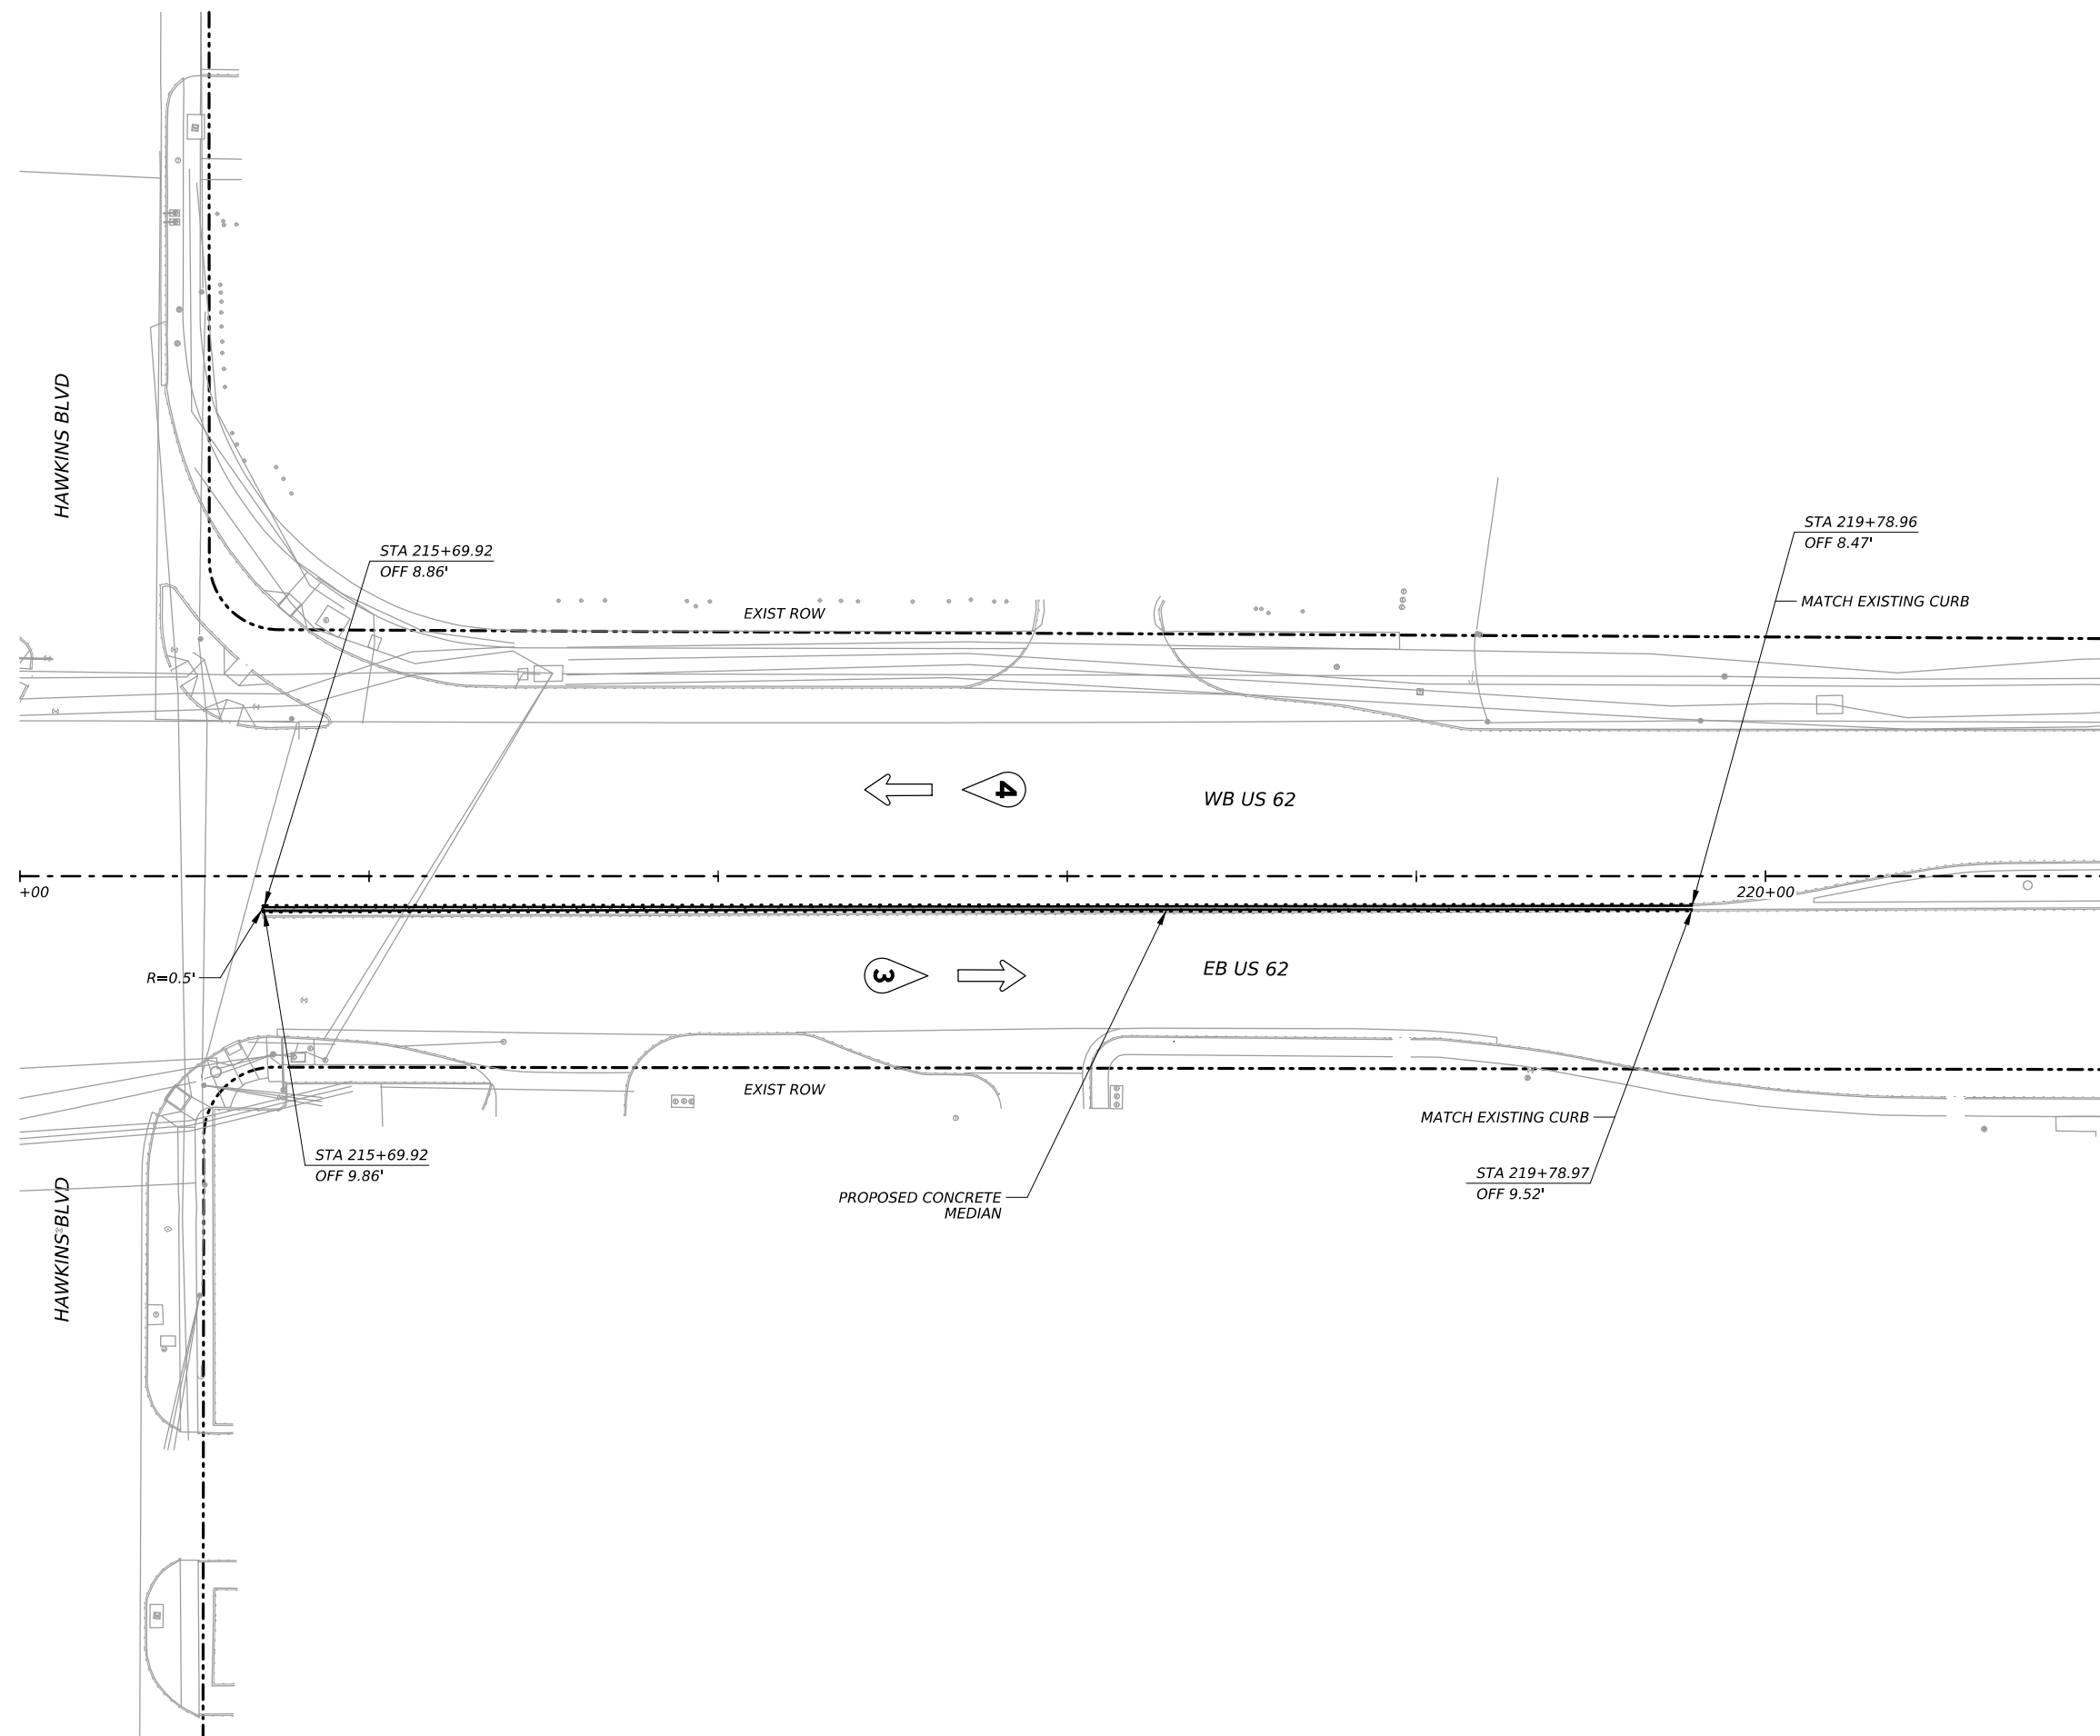 HAWKINS BLVD
STA 215+69.92
OFF 8.86'
STA 219+78.96
OFF 8.47'
MATCH EXISTING CURB
EXIST ROW
4
WB US 62
+00
220+00
R=0.5'
3
EB US 62
EXIST ROW
MATCH EXISTING CURB
STA 215+69.92
OFF 9.86'
STA 219+78.97
OFF 9.52'
PROPOSED CONCRETE
MEDIAN
HAWKINS BLVD